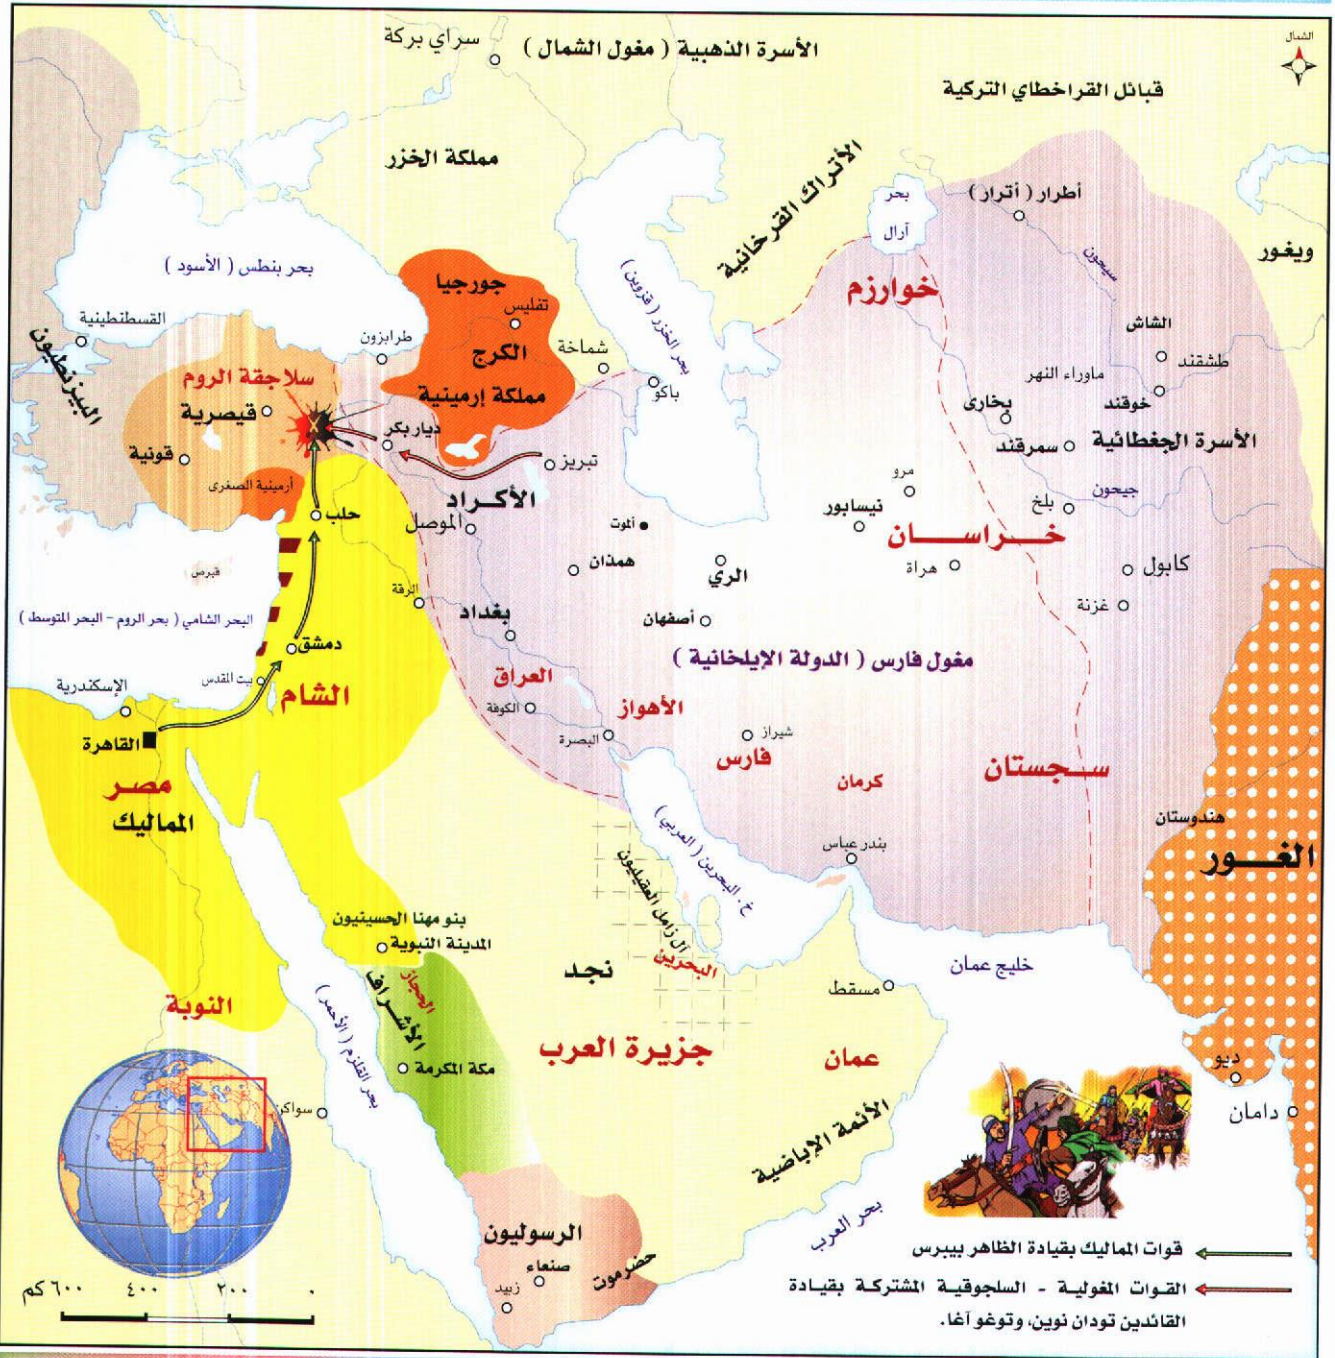 الشمال
سراي بركة
الأسرة الذهبية ( مغول الشمال )
قبائل القراخطاي التركية
مملكة الخزر
الأتراك القرخانية
بحر
آرال
أطرار ( أترار )
ويغور
سيحون
بحر بنطس ( الأسود )
جورجيا
تفليس
الكرج
مملكة إرمينية
بحر الخزر ( قزوين )
خوارزم
الشاش
طشقند
ماوراء النهر
خوقند
بخارى
سمرقند
الأسرة الجغطائية
القسطنطينية
البيزنطيون
طرابزون
شماخة
باكو
سلاجقة الروم
قيصرية
قونية
ديار بكر
تبريز
أرمينية الصغرى
حلب
الأكراد
الموصل
ألموت
مرو
نيسابور
جيحون
بلخ
خراسان
هراة
كابول
غزنة
قبرص
الرقة
همذان
الري
بغداد
أصفهان
البحر الشامي ( بحر الروم - البحر المتوسط )
دمشق
مغول فارس ( الدولة الإيلخانية )
بيت المقدس
الشام
العراق
الكوفة
الأهواز
الإسكندرية
القاهرة
البصرة
شيراز
فارس
كرمان
سجستان
مصر
المماليك
هندوستان
الغور
بندر عباس
خ. البحرين ( العربي )
آل زامل العقيليون
البحرين
بنو مهنا الحسينيون
المدينة النبوية
نجد
خليج عمان
مسقط
النوبة
الحجاز
الأشراف
بحر القلزم ( الأحمر )
جزيرة العرب
عمان
مكة المكرمة
ديو
دامان
سواكن
الأئمة الإباضية
بحر العرب
الرسوليون
صنعاء
زبيد
حضرموت
قوات المماليك بقيادة الظاهر بيبرس
القوات المغولية - السلجوقية المشتركة بقيادة
القائدين تودان نوين، وتوغو آغا.
٠ ٢٠٠ ٤٠٠ ٦٠٠ كم